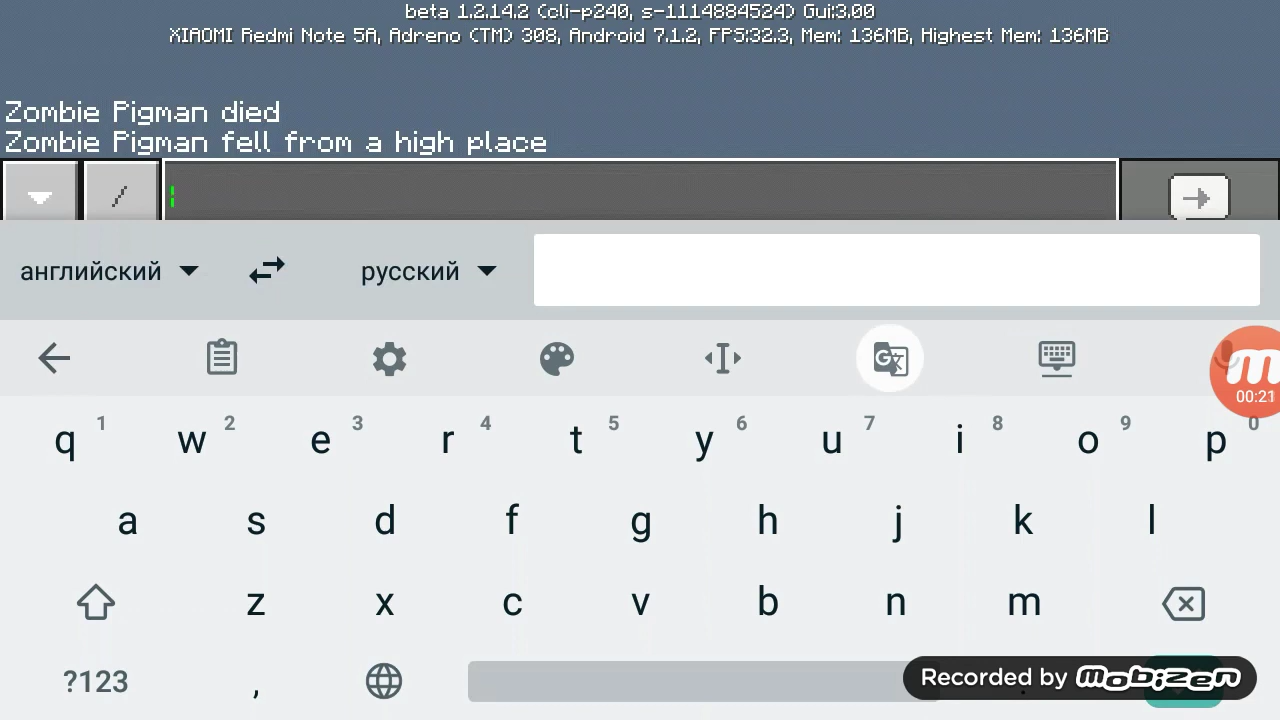 beta 1.2.14.2 (cli-p240, s-1114884524) Gui:3.00
XIAOMI Redmi Note 5A, Adreno (TM) 308, Android 7.1.2, FPS:32.3, Mem: 136MB, Highest Mem: 136MB
Zombie Pigman died
Zombie Pigman fell from a high place
/
английский
русский
00:21
q 1 w 2 e 3 r 4 t 5 y 6 u 7 i 8 o 9 p 0
a s d f g h j k l
z x c v b n m
?123 ,
Recorded by mobizen